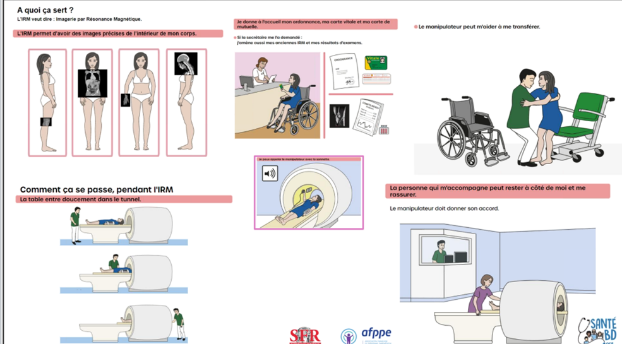 A quoi ça sert ?
L'IRM veut dire : Imagerie par Résonance Magnétique.
L'IRM permet d'avoir des images précises de l'intérieur de mon corps.
Je donne à l'accueil mon ordonnance, ma carte vitale et ma carte de
mutuelle.
Si le secrétaire me l'a demandé :
j'amène aussi mes anciennes IRM et mes résultats d'examens.
Le manipulateur peut m'aider à me transférer.
Comment ça se passe, pendant l'IRM
La table entre doucement dans le tunnel.
La personne qui m'accompagne peut rester à côté de moi et me
rassurer.
Le manipulateur doit donner son accord.
SFR
afppe
SANTÉ
BD